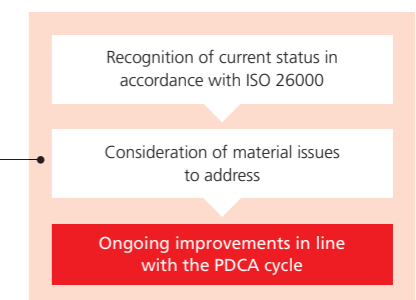 Recognition of current status in
accordance with ISO 26000
Consideration of material issues
to address
Ongoing improvements in line
with the PDCA cycle